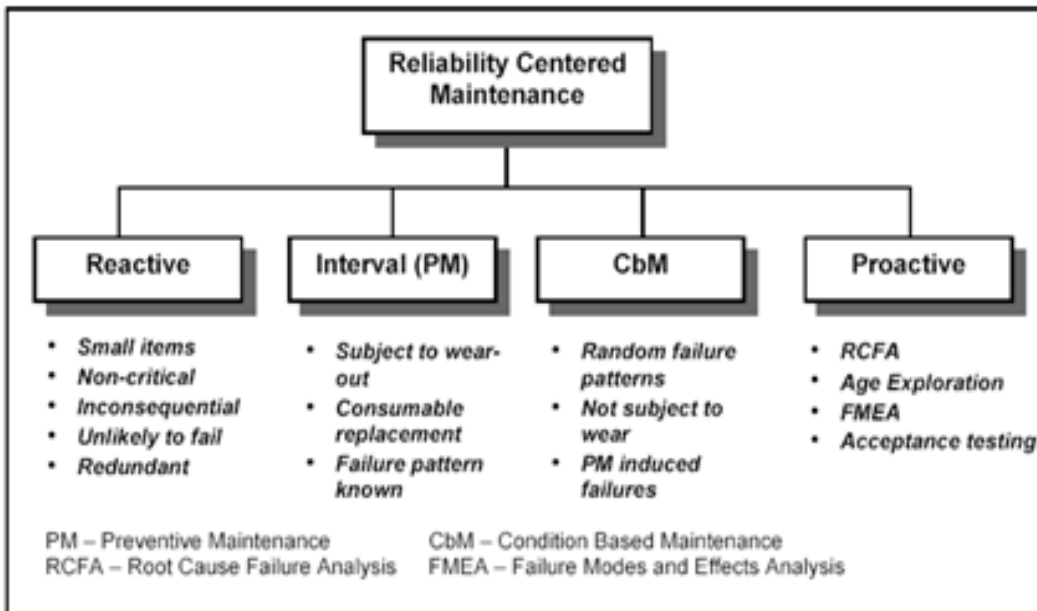 Reliability Centered
Maintenance
Reactive
• Small items
• Non-critical
• Inconsequential
• Unlikely to fail
• Redundant
Interval (PM)
• Subject to wear-
out
• Consumable
replacement
• Failure pattern
known
CbM
• Random failure
patterns
• Not subject to
wear
• PM induced
failures
Proactive
• RCFA
• Age Exploration
• FMEA
• Acceptance testing
PM – Preventive Maintenance
CbM – Condition Based Maintenance
RCFA – Root Cause Failure Analysis
FMEA – Failure Modes and Effects Analysis